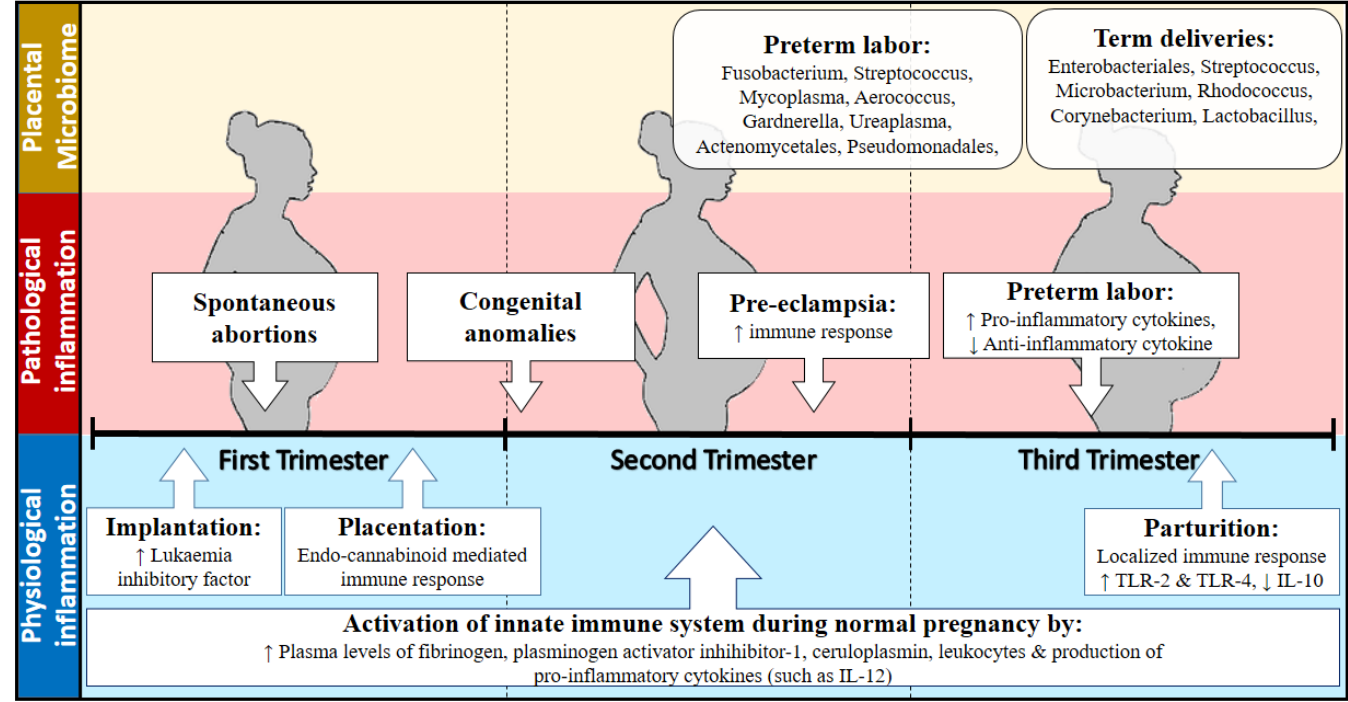 Placental
Microbiome
Preterm labor:
Fusobacterium, Streptococcus,
Mycoplasma, Aerococcus,
Gardnerella, Ureaplasma,
Actenomycetales, Pseudomonadales,
Term deliveries:
Enterobacteriales, Streptococcus,
Microbacterium, Rhodococcus,
Corynebacterium, Lactobacillus,
Pathological
inflammation
Spontaneous
abortions
Congenital
anomalies
Pre-eclampsia:
↑ immune response
Preterm labor:
↑ Pro-inflammatory cytokines,
↓ Anti-inflammatory cytokine
First Trimester
Second Trimester
Third Trimester
Physiological
inflammation
Implantation:
↑ Lukaemia
inhibitory factor
Placentation:
Endo-cannabinoid mediated
immune response
Parturition:
Localized immune response
↑ TLR-2 & TLR-4, ↓ IL-10
Activation of innate immune system during normal pregnancy by:
↑ Plasma levels of fibrinogen, plasminogen activator inhihibitor-1, ceruloplasmin, leukocytes & production of
pro-inflammatory cytokines (such as IL-12)